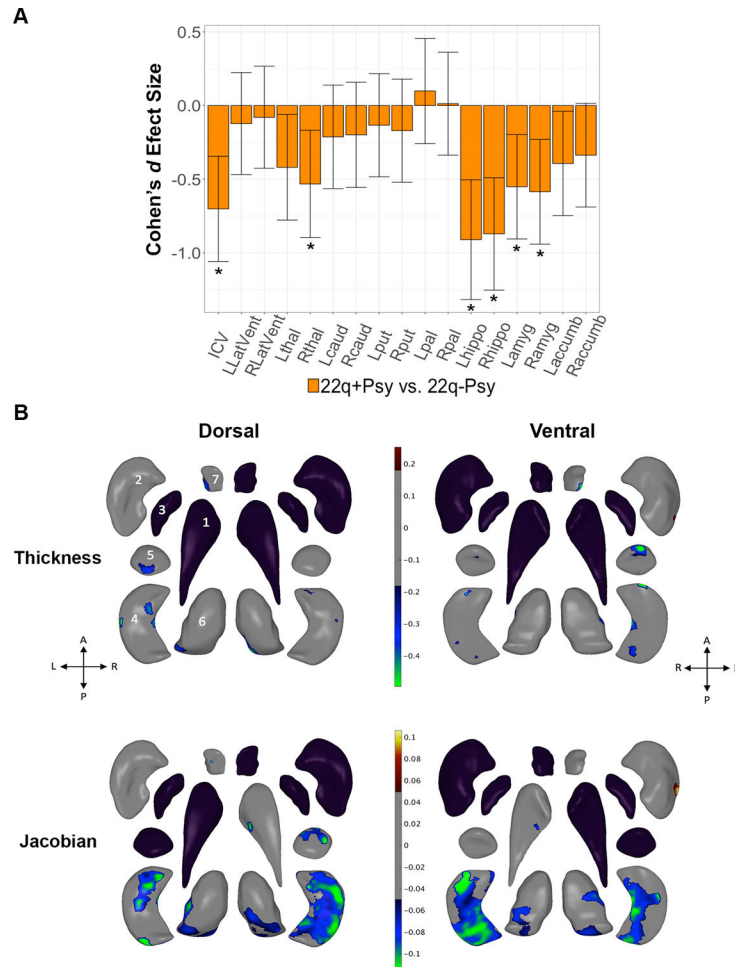 A
Cohen's d Efect Size
0.5
0.0
-0.5
-1.0
* * * * * * *
ICV LLatVent RLatVent Lthal Rthal Lcaud Rcaud Lput Rput Lpal Rpal Lhippo Rhippo Lamyg Ramyg Laccumb Raccumb
22q+Psy vs. 22q-Psy
B
Dorsal Ventral
Thickness
2 7 3 1 5 4 6
0.2
0.1
0
−0.1
−0.2
−0.3
−0.4
A
L R
P
A
R
P
Jacobian
0.1
0.08
0.06
0.04
0.02
0
−0.02
−0.04
−0.06
−0.08
−0.1